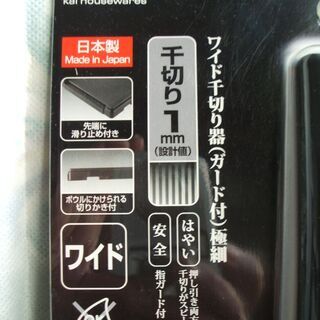 kai housewares
日本製
Made in Japan
先端に
滑り止め付き
ボウルにかけられる
切りかき付
ワイド
千切り
1
mm
(設計値)
ワイド千切り器(ガード付)極細
はやい
押し引き両方
千切りがスピ
安全
指ガード付